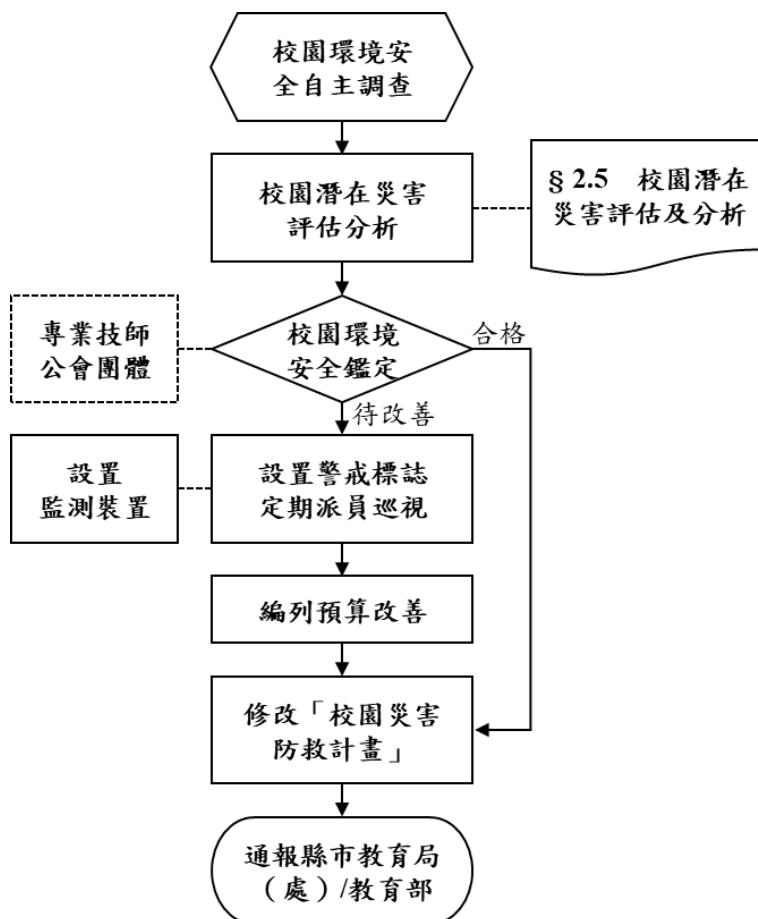 校園環境安
全自主調查
校園潛在災害
評估分析
§ 2.5 校園潛在
災害評估及分析
專業技師
公會團體
校園環境
安全鑑定
合格
待改善
設置
監測裝置
設置警戒標誌
定期派員巡視
編列預算改善
修改「校園災害
防救計畫」
通報縣市教育局
（處）/教育部